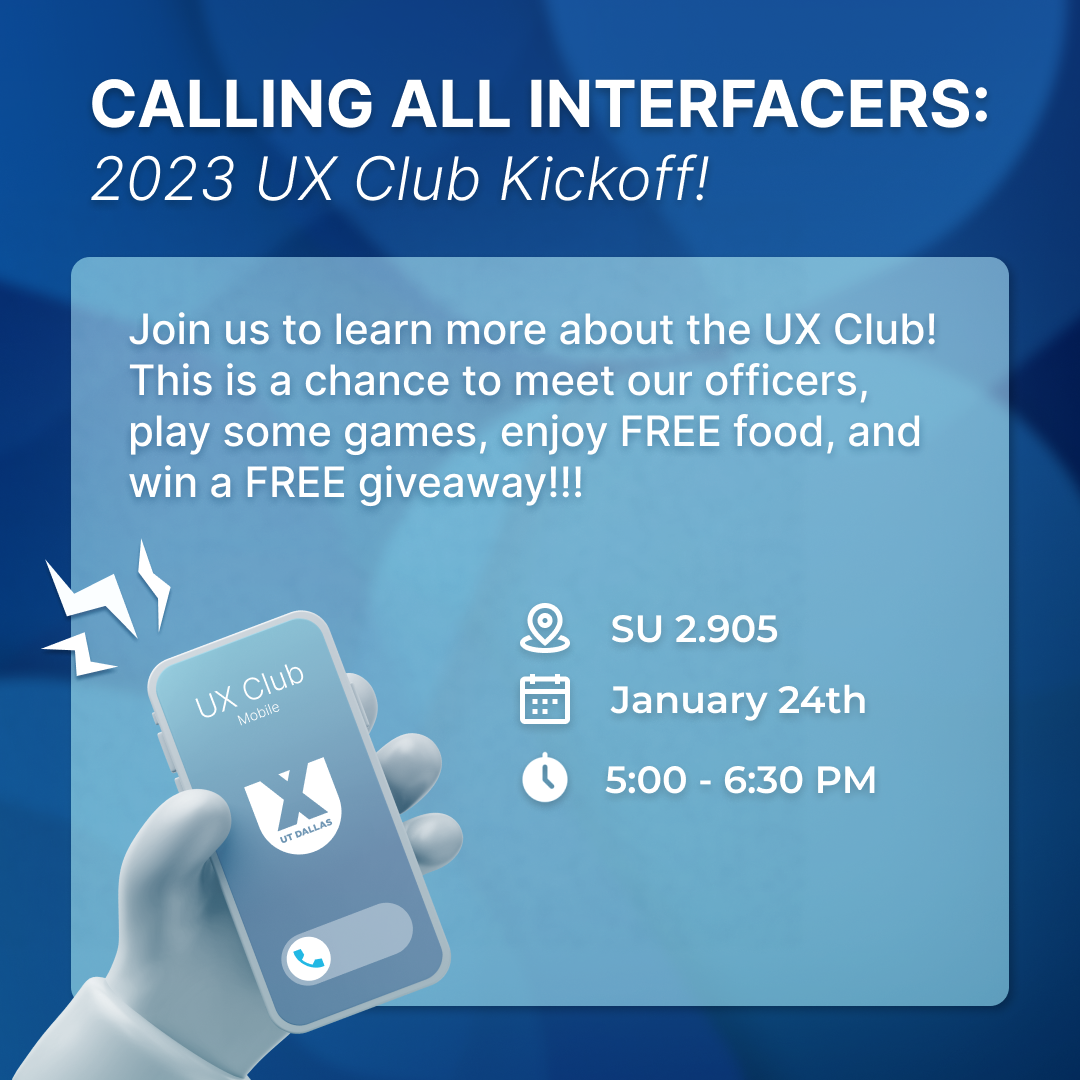 CALLING ALL INTERFACERS:
2023 UX Club Kickoff!
Join us to learn more about the UX Club!
This is a chance to meet our officers,
play some games, enjoy FREE food, and
win a FREE giveaway!!!
SU 2.905
January 24th
5:00 - 6:30 PM
UX Club
Mobile
UX
UT DALLAS